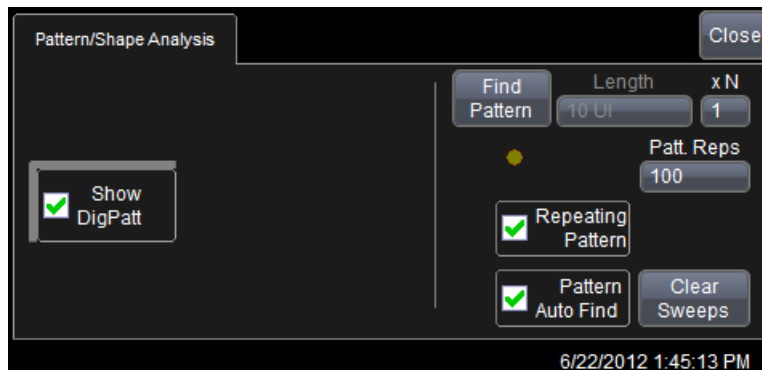 Pattern/Shape Analysis
Close
Find
Pattern
Length
10 UI
x N
1
Patt. Reps
100
Show
DigPatt
Repeating
Pattern
Pattern
Auto Find
Clear
Sweeps
6/22/2012 1:45:13 PM